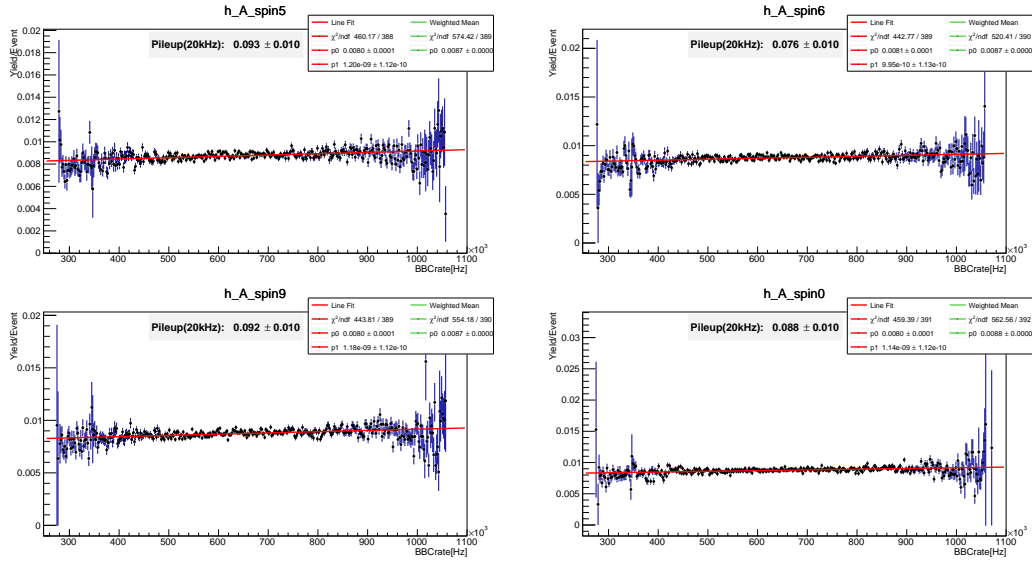 h_A_spin5
Yield/Event
Pileup(20kHz): 0.093 ± 0.010
Line Fit
Weighted Mean
χ²/ndf 460.17 / 388
χ²/ndf 574.42 / 389
p0 0.0080 ± 0.0001
p0 0.0087 ± 0.0000
p1 1.20e-09 ± 1.12e-10
0.02
0.018
0.016
0.014
0.012
0.01
0.008
0.006
0.004
0.002
0
300 400 500 600 700 800 900 1000 1100
×10³
BBCrate[Hz]
h_A_spin6
Yield/Event
Pileup(20kHz): 0.076 ± 0.010
Line Fit
Weighted Mean
χ²/ndf 442.77 / 389
χ²/ndf 520.41 / 390
p0 0.0081 ± 0.0001
p0 0.0087 ± 0.0000
p1 9.95e-10 ± 1.13e-10
0.02
0.015
0.01
0.005
0
300 400 500 600 700 800 900 1000 1100
×10³
BBCrate[Hz]
h_A_spin9
Yield/Event
Pileup(20kHz): 0.092 ± 0.010
Line Fit
Weighted Mean
χ²/ndf 443.81 / 389
χ²/ndf 554.18 / 390
p0 0.0080 ± 0.0001
p0 0.0087 ± 0.0000
p1 1.18e-09 ± 1.12e-10
0.02
0.015
0.01
0.005
0
300 400 500 600 700 800 900 1000 1100
×10³
BBCrate[Hz]
h_A_spin0
Yield/Event
Pileup(20kHz): 0.088 ± 0.010
Line Fit
Weighted Mean
χ²/ndf 459.39 / 391
χ²/ndf 562.56 / 392
p0 0.0080 ± 0.0001
p0 0.0088 ± 0.0000
p1 1.14e-09 ± 1.12e-10
0.03
0.025
0.02
0.015
0.01
0.005
0
300 400 500 600 700 800 900 1000 1100
×10³
BBCrate[Hz]